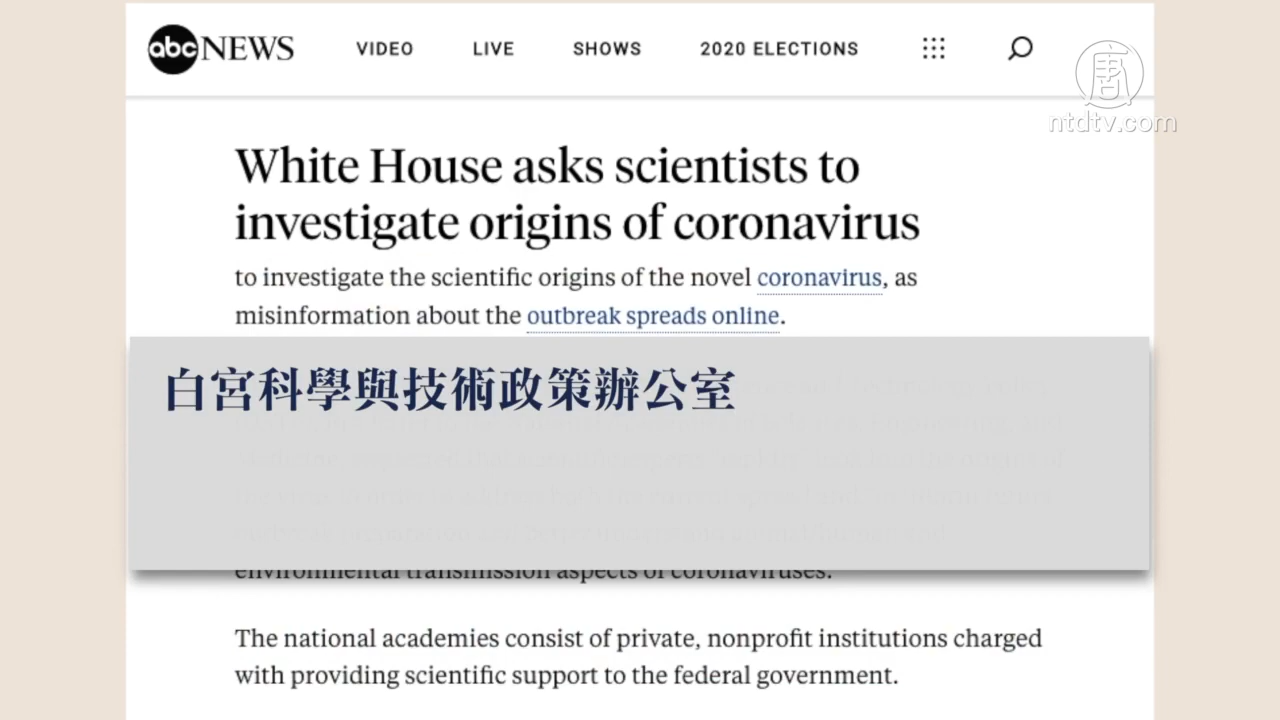 abc NEWS VIDEO LIVE SHOWS 2020 ELECTIONS
唐
ntdtv.com
White House asks scientists to
investigate origins of coronavirus
to investigate the scientific origins of the novel coronavirus, as
misinformation about the outbreak spreads online.
白宮科學與技術政策辦公室
environmental transmission aspects of coronaviruses.
The national academies consist of private, nonprofit institutions charged
with providing scientific support to the federal government.